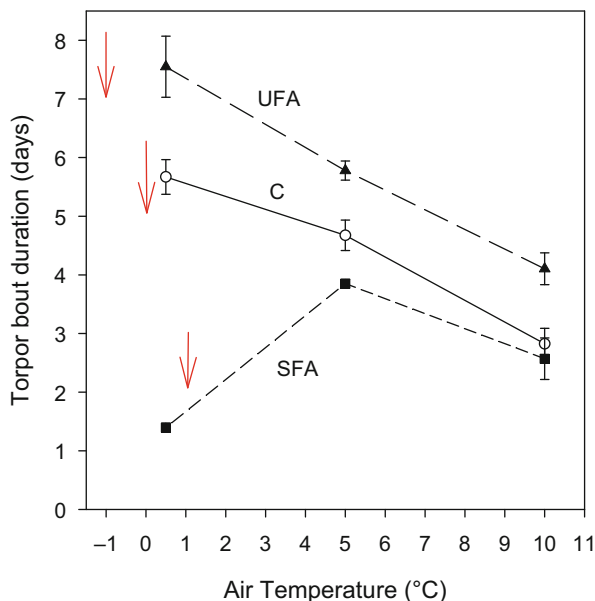 8
7
6
5
4
3
2
1
0
Torpor bout duration (days)
UFA
C
SFA
–1 0 1 2 3 4 5 6 7 8 9 10 11
Air Temperature (°C)